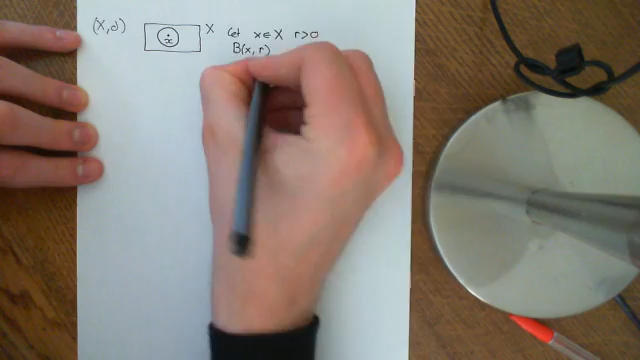 (X, d) X Let x ∈ X r > 0
x
B(x, r)